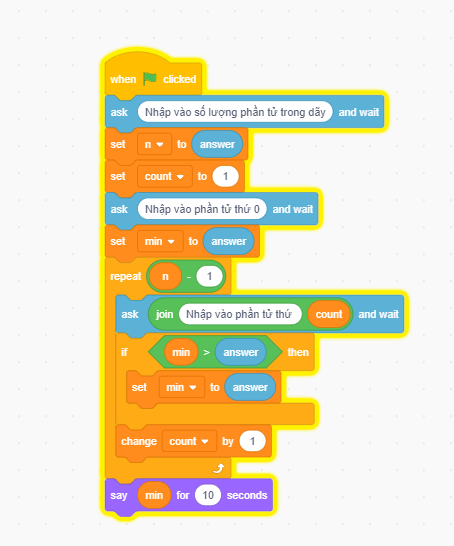 when clicked
ask Nhập vào số lượng phần tử trong dãy and wait
set n to answer
set count to 1
ask Nhập vào phần tử thứ 0 and wait
set min to answer
repeat n - 1
ask join Nhập vào phần tử thứ count and wait
if min > answer then
set min to answer
change count by 1
say min for 10 seconds